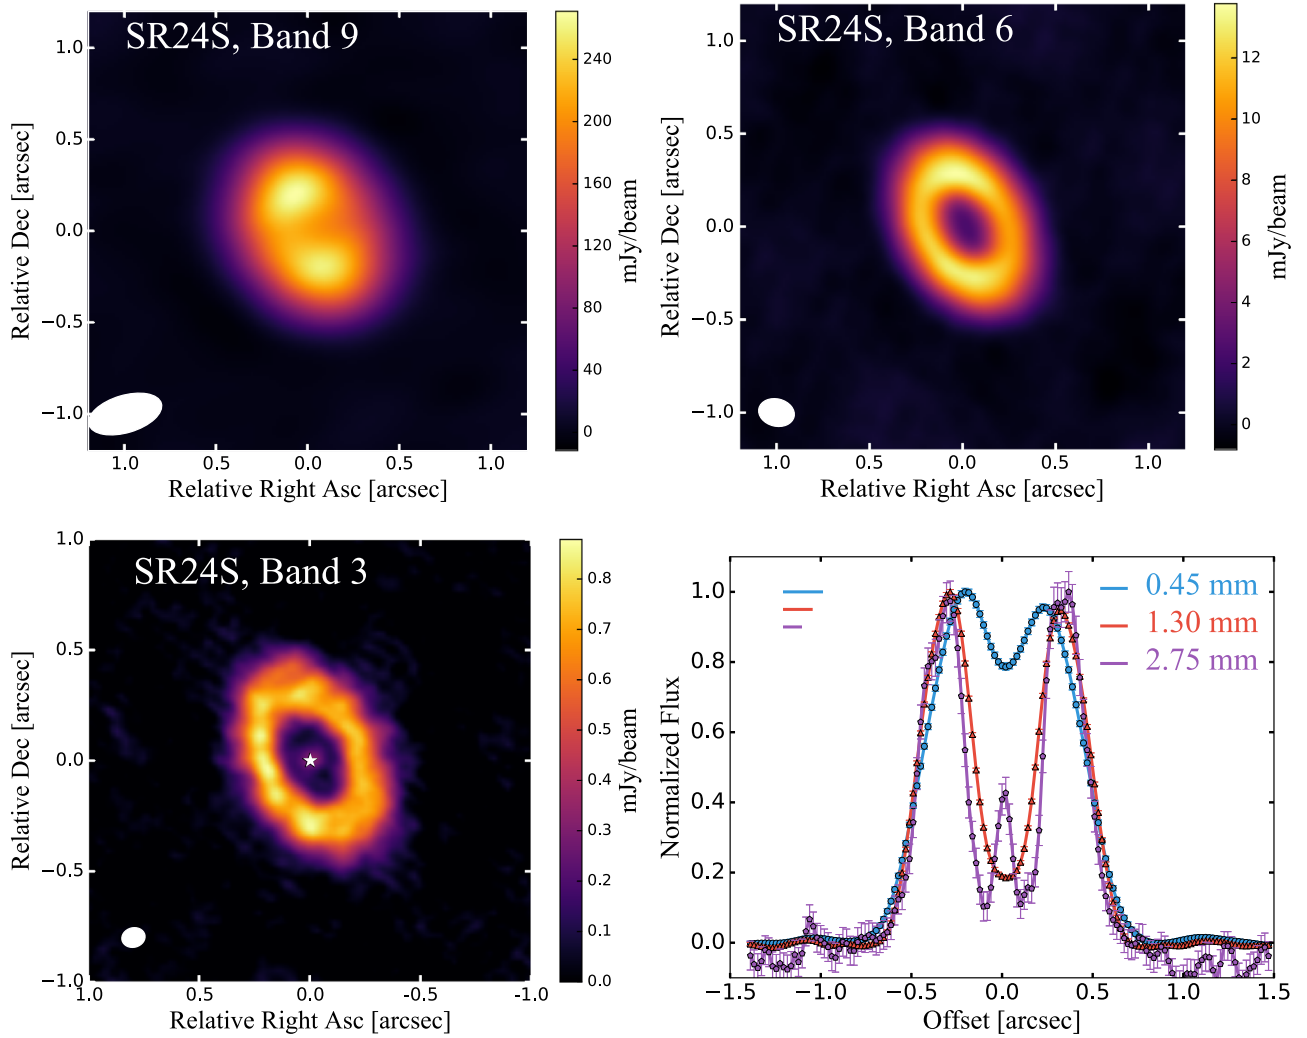 SR24S, Band 9
1.0
0.5
0.0
−0.5
−1.0
Relative Dec [arcsec]
1.0 0.5 0.0 0.5 1.0
Relative Right Asc [arcsec]
240
200
160
120
80
40
0
mJy/beam
SR24S, Band 6
1.0
0.5
0.0
−0.5
−1.0
Relative Dec [arcsec]
1.0 0.5 0.0 0.5 1.0
Relative Right Asc [arcsec]
12
10
8
6
4
2
0
mJy/beam
SR24S, Band 3
1.0
0.5
0.0
-0.5
-1.0
Relative Dec [arcsec]
1.0 0.5 0.0 -0.5 -1.0
Relative Right Asc [arcsec]
0.8
0.7
0.6
0.5
0.4
0.3
0.2
0.1
0.0
mJy/beam
0.45 mm
1.30 mm
2.75 mm
1.0
0.8
0.6
0.4
0.2
0.0
Normalized Flux
−1.5 −1.0 −0.5 0.0 0.5 1.0 1.5
Offset [arcsec]